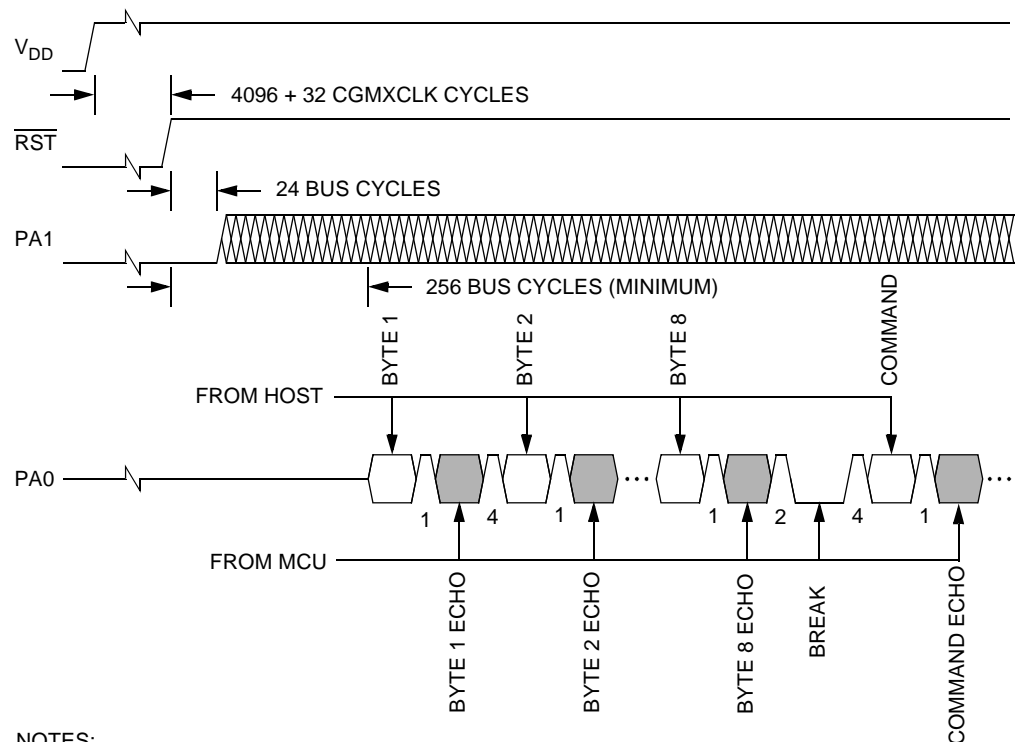 VDD
4096 + 32 CGMXCLK CYCLES
RST
24 BUS CYCLES
PA1
256 BUS CYCLES (MINIMUM)
BYTE 1
BYTE 2
BYTE 8
COMMAND
FROM HOST
PA0
1
4
1
1
2
4
1
FROM MCU
BYTE 1 ECHO
BYTE 2 ECHO
BYTE 8 ECHO
BREAK
COMMAND ECHO
NOTES: